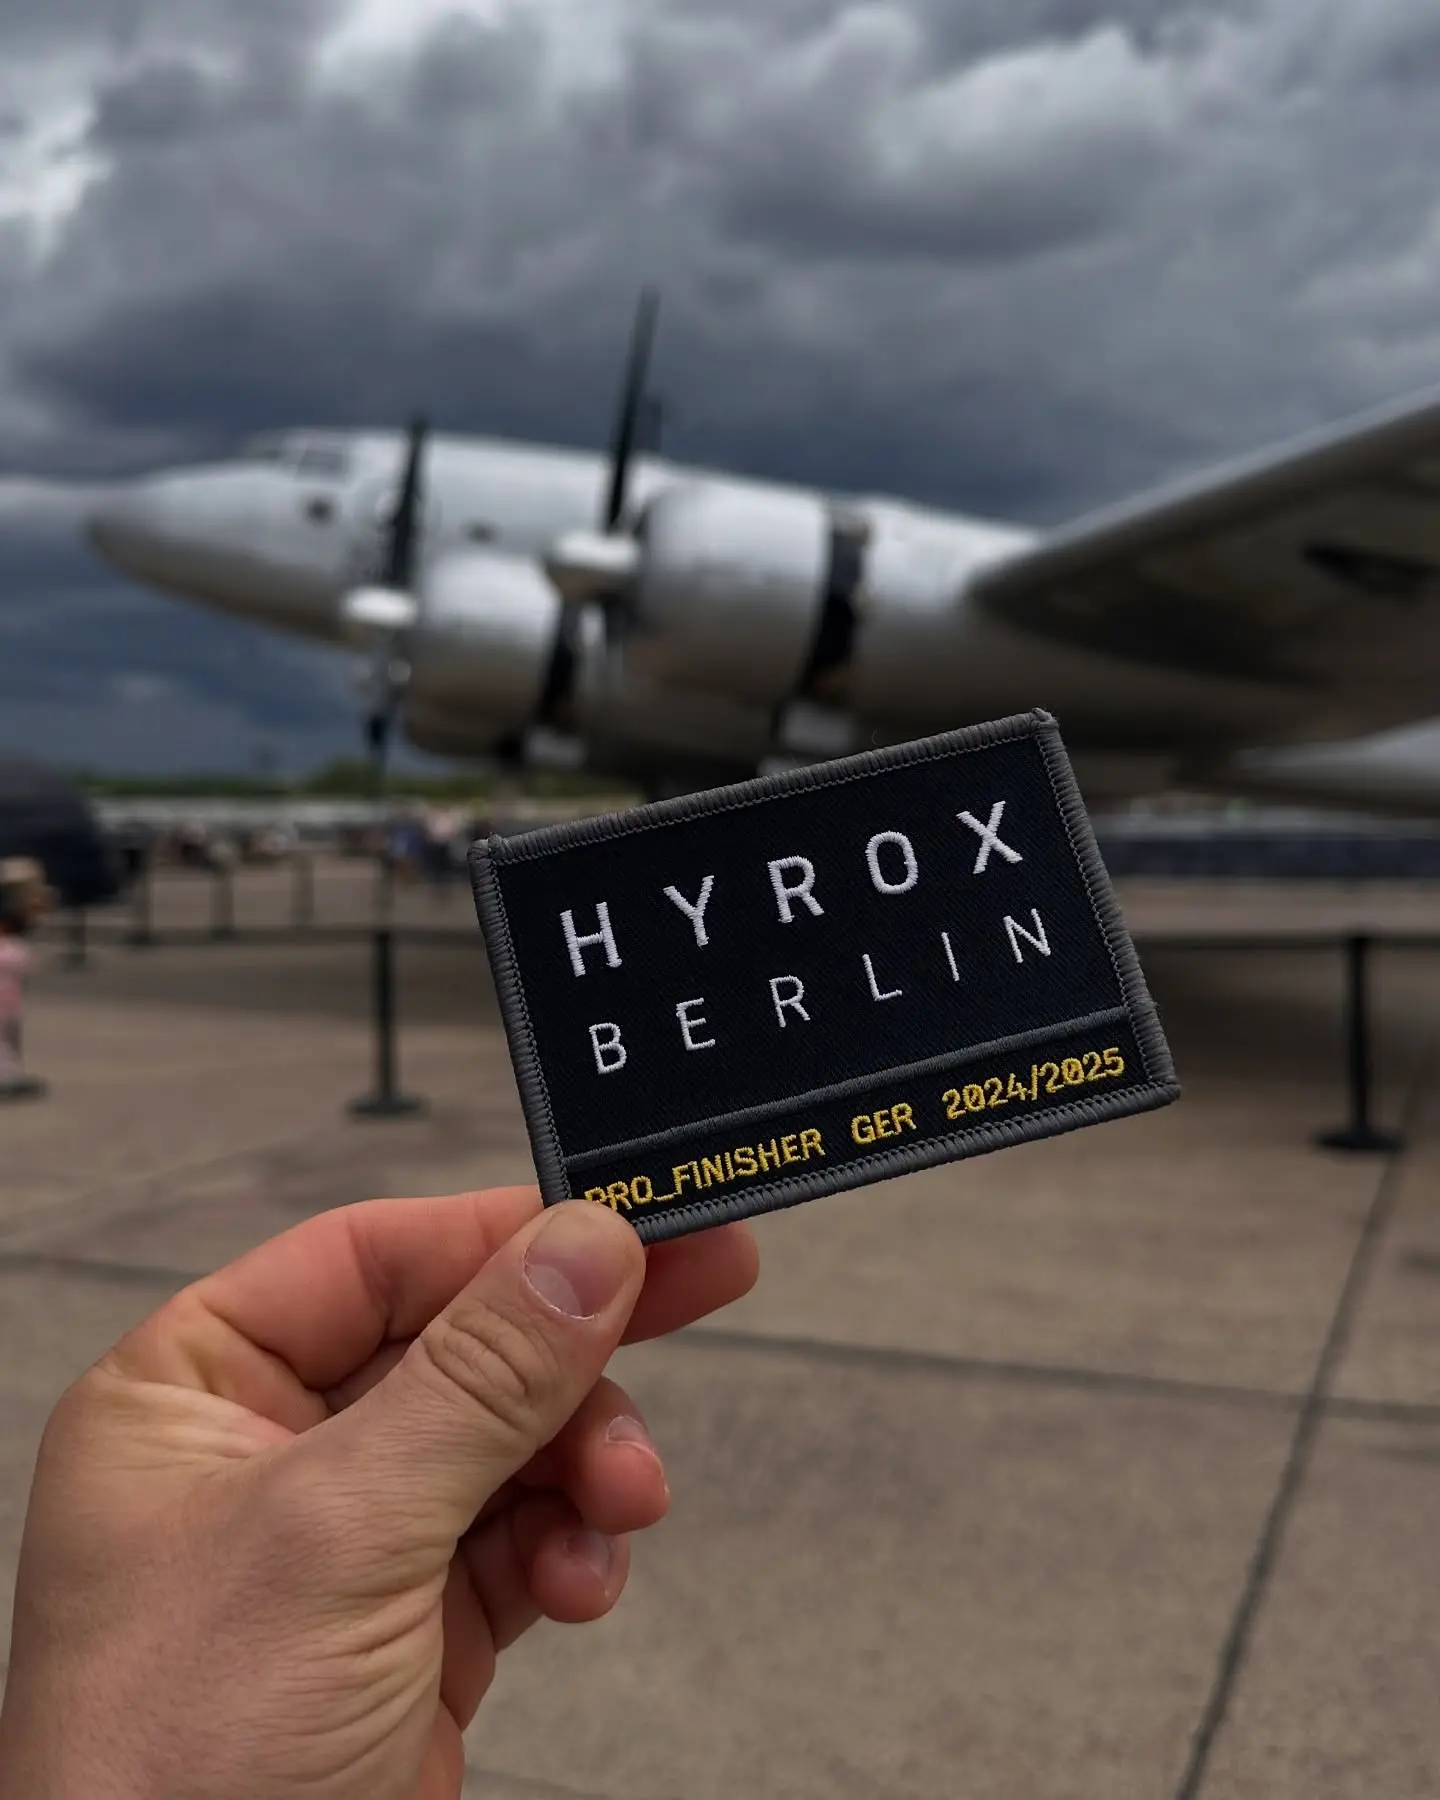 HYROX
BERLIN
PRO_FINISHER GER 2024/2025